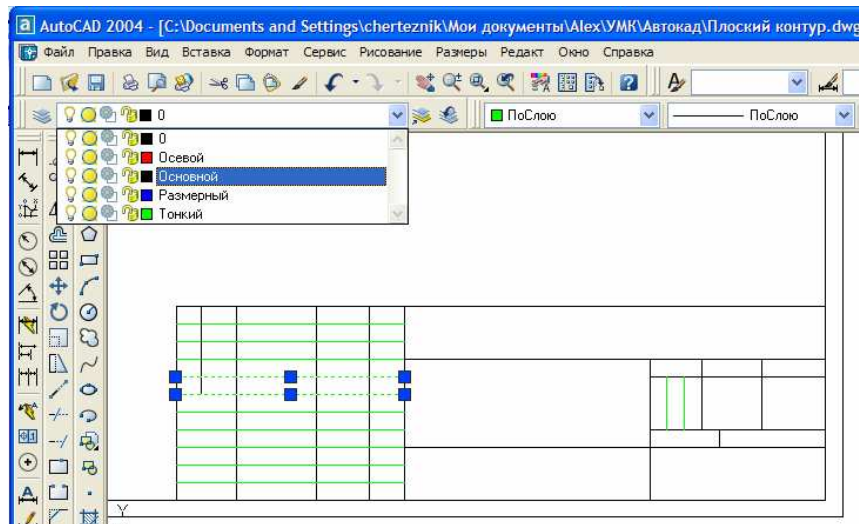 AutoCAD 2004 - [C:\Documents and Settings\cherteznik\Мои документы\Alex\УМК\Автокад\Плоский контур.dwg
Файл Правка Вид Вставка Формат Сервис Рисование Размеры Редакт Окно Справка
0 ПоСлою ПоСлою
0
Осевой
Основной
Размерный
Тонкий
Y